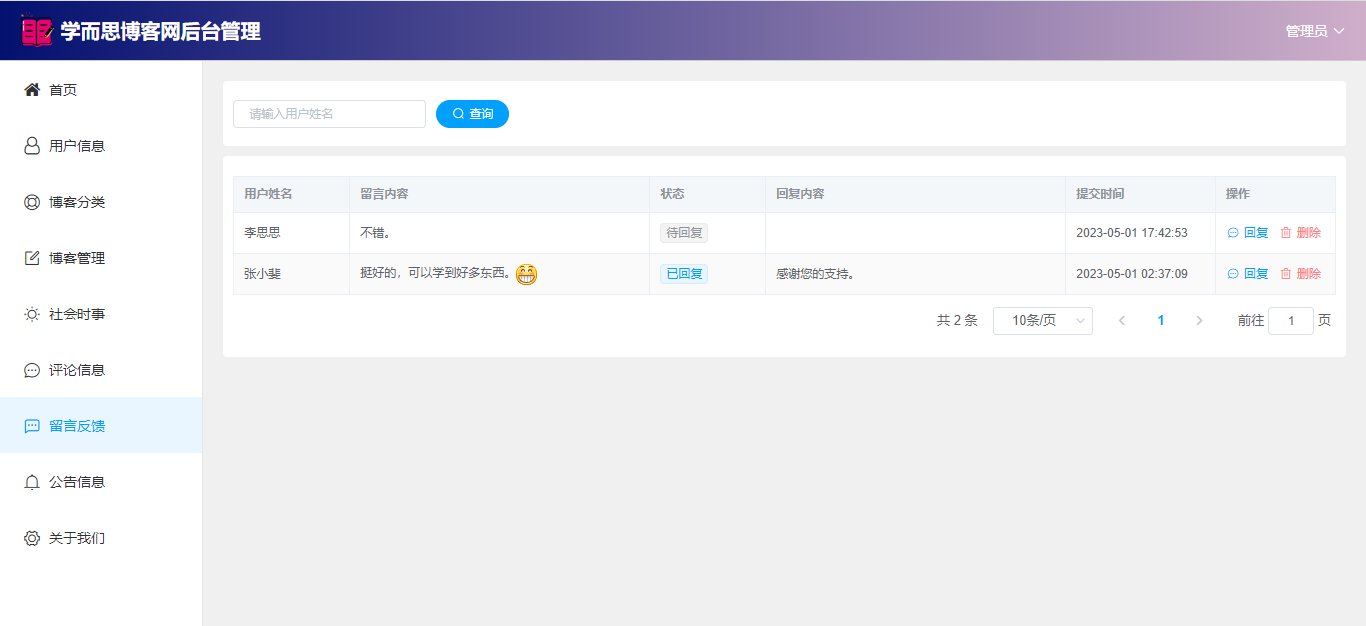 学而思博客网后台管理
管理员
首页
用户信息
博客分类
博客管理
社会时事
评论信息
留言反馈
公告信息
关于我们
请输入用户姓名
查询
用户姓名 留言内容 状态 回复内容 提交时间 操作
李思思 不错。 待回复 2023-05-01 17:42:53 回复 删除
张小斐 挺好的，可以学到好多东西。 已回复 感谢您的支持。 2023-05-01 02:37:09 回复 删除
共 2 条 10条/页 1 前往 1 页